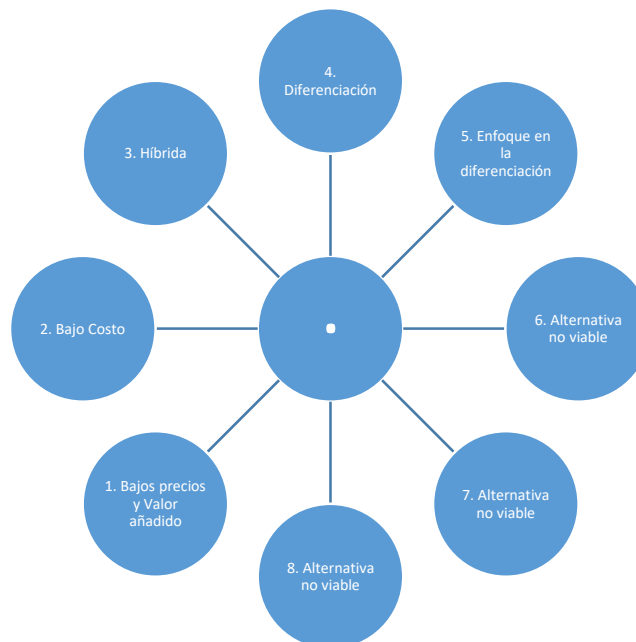 4.
Diferenciación
5. Enfoque en
la
diferenciación
3. Híbrida
2. Bajo Costo
6. Alternativa
no viable
1. Bajos precios
y Valor
añadido
7. Alternativa
no viable
8. Alternativa
no viable